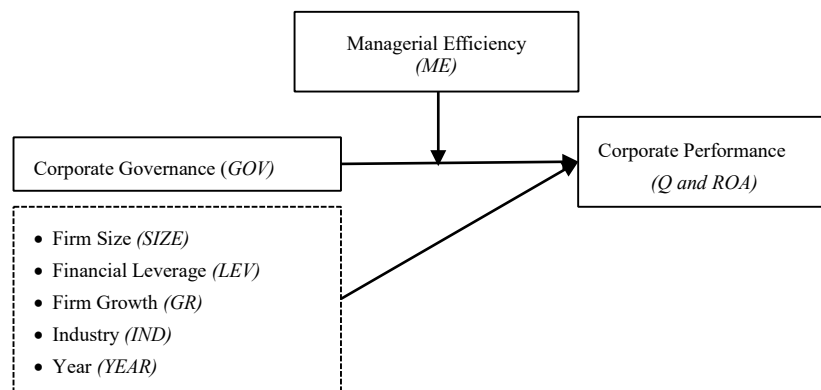 Managerial Efficiency
(ME)
Corporate Governance (GOV)
Corporate Performance
(Q and ROA)
• Firm Size (SIZE)
• Financial Leverage (LEV)
• Firm Growth (GR)
• Industry (IND)
• Year (YEAR)